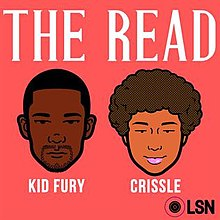 THE READ
KID FURY CRISSLE
LSN